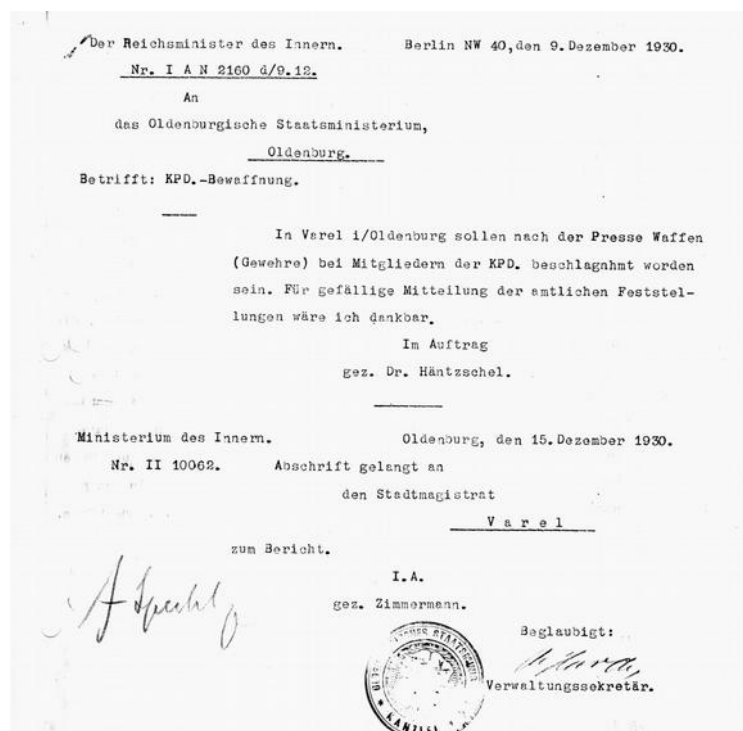 Der Reichsminister des Innern. Berlin NW 40, den 9. Dezember 1930.
Nr. I A N 2160 d/9.12.
An
das Oldenburgische Staatsministerium,
Oldenburg.
Betrifft: KPD.-Bewaffnung.
In Varel i/Oldenburg sollen nach der Presse Waffen
(Gewehre) bei Mitgliedern der KPD. beschlagnahmt worden
sein. Für gefällige Mitteilung der amtlichen Feststel-
lungen wäre ich dankbar.
Im Auftrag
gez. Dr. Häntzschel.
Ministerium des Innern. Oldenburg, den 15. Dezember 1930.
Nr. II 10062. Abschrift gelangt an
den Stadtmagistrat
V a r e l
zum Bericht.
I.A.
gez. Zimmermann.
Beglaubigt:
Verwaltungssekretär.